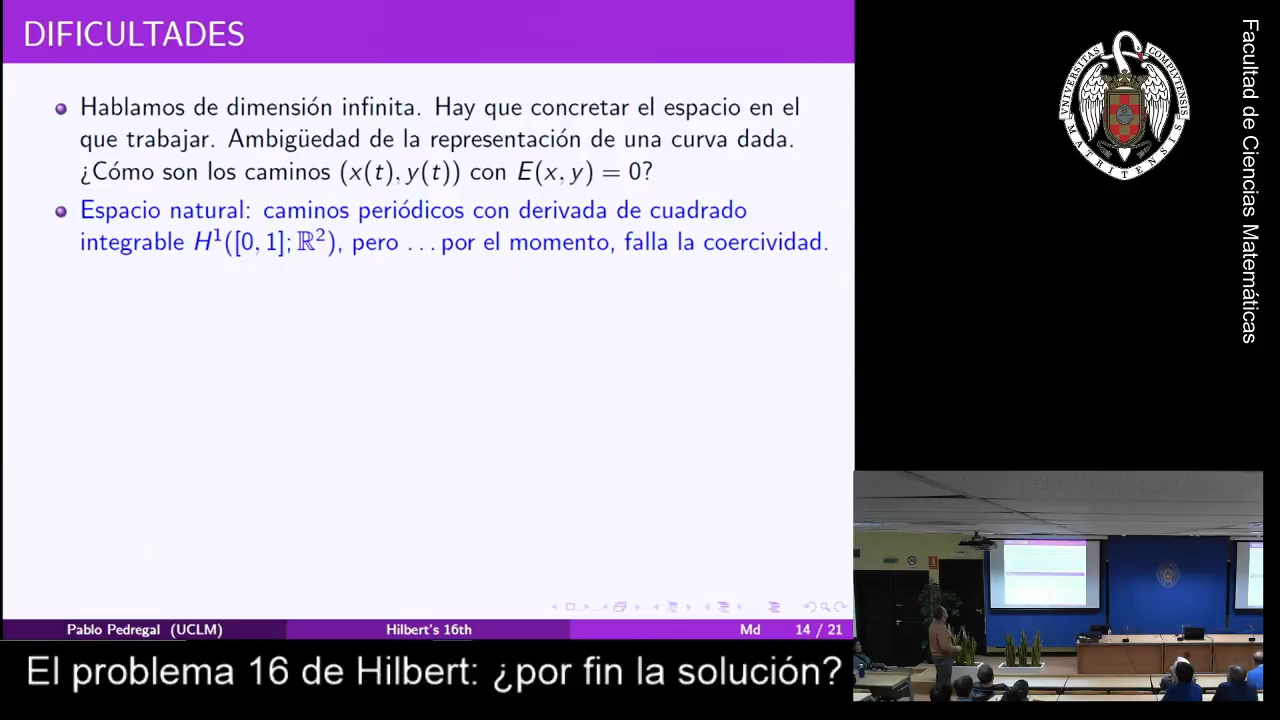 DIFICULTADES
Hablamos de dimensión infinita. Hay que concretar el espacio en el
que trabajar. Ambigüedad de la representación de una curva dada.
¿Cómo son los caminos (x(t), y(t)) con E(x, y) = 0?
Espacio natural: caminos periódicos con derivada de cuadrado
integrable H¹([0, 1]; ℝ²), pero ... por el momento, falla la coercividad.
Pablo Pedregal (UCLM) Hilbert's 16th Md 14 / 21
El problema 16 de Hilbert: ¿por fin la solución?
UNIVERSITAS COMPLUTENSIS
MATRITENSIS
Facultad de Ciencias Matemáticas